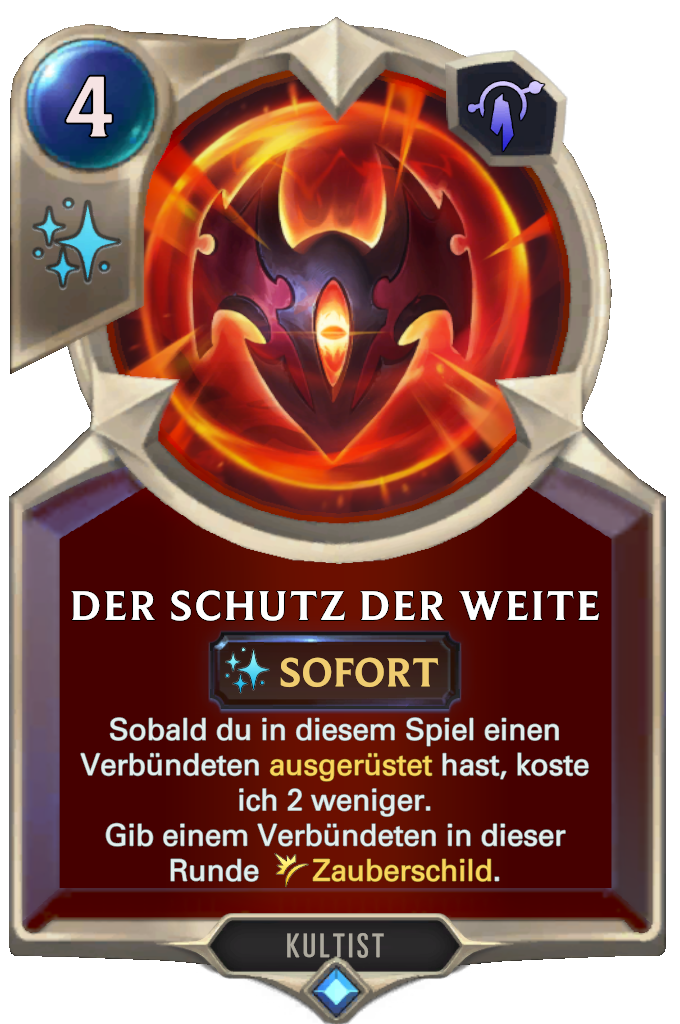 4
DER SCHUTZ DER WEITE
SOFORT
Sobald du in diesem Spiel einen
Verbündeten ausgerüstet hast, koste
ich 2 weniger.
Gib einem Verbündeten in dieser
Runde Zauberschild.
KULTIST